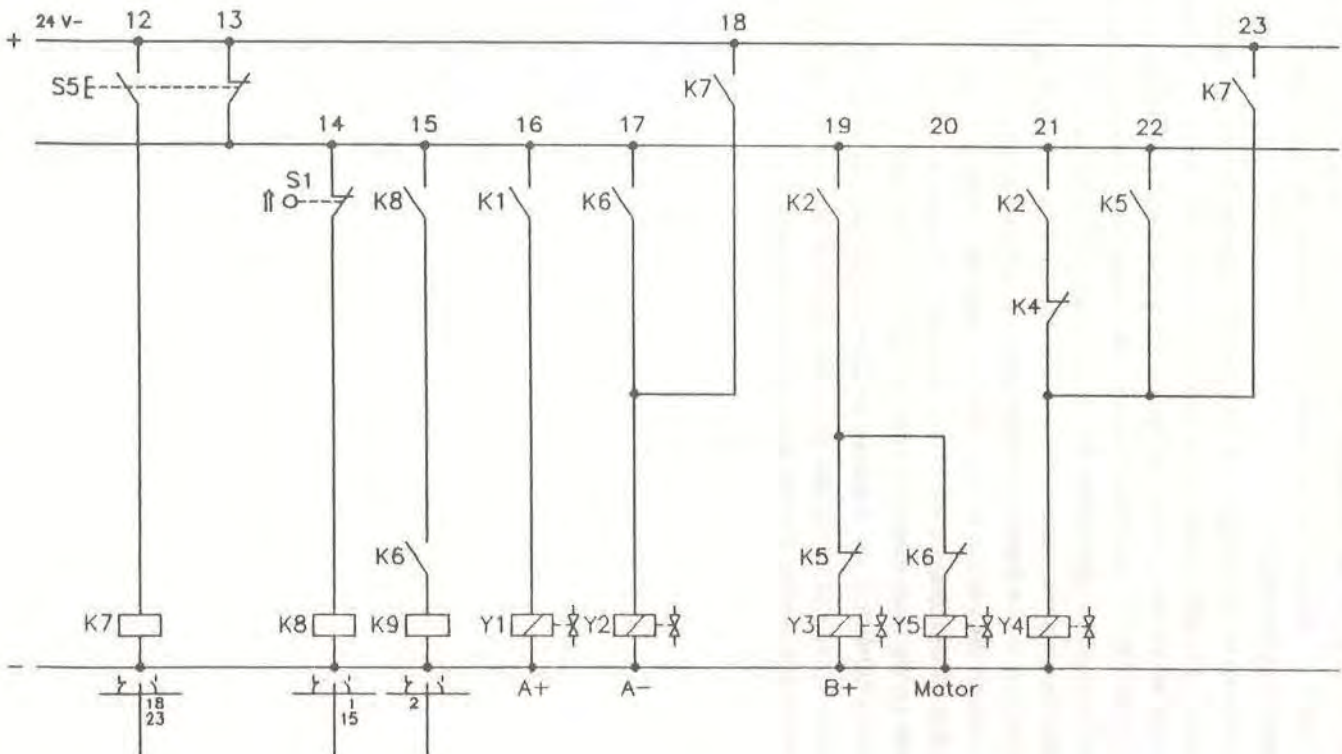 24 V- 12 13 18 23
+
S5 K7 K7
14 15 16 17 19 20 21 22
S1 K8 K1 K6 K2 K2 K5
K4
K6 K5 K6
K7 K8 K9 Y1 Y2 Y3 Y5 Y4
-
A+ A- B+ Motor
18 1 2
23 15